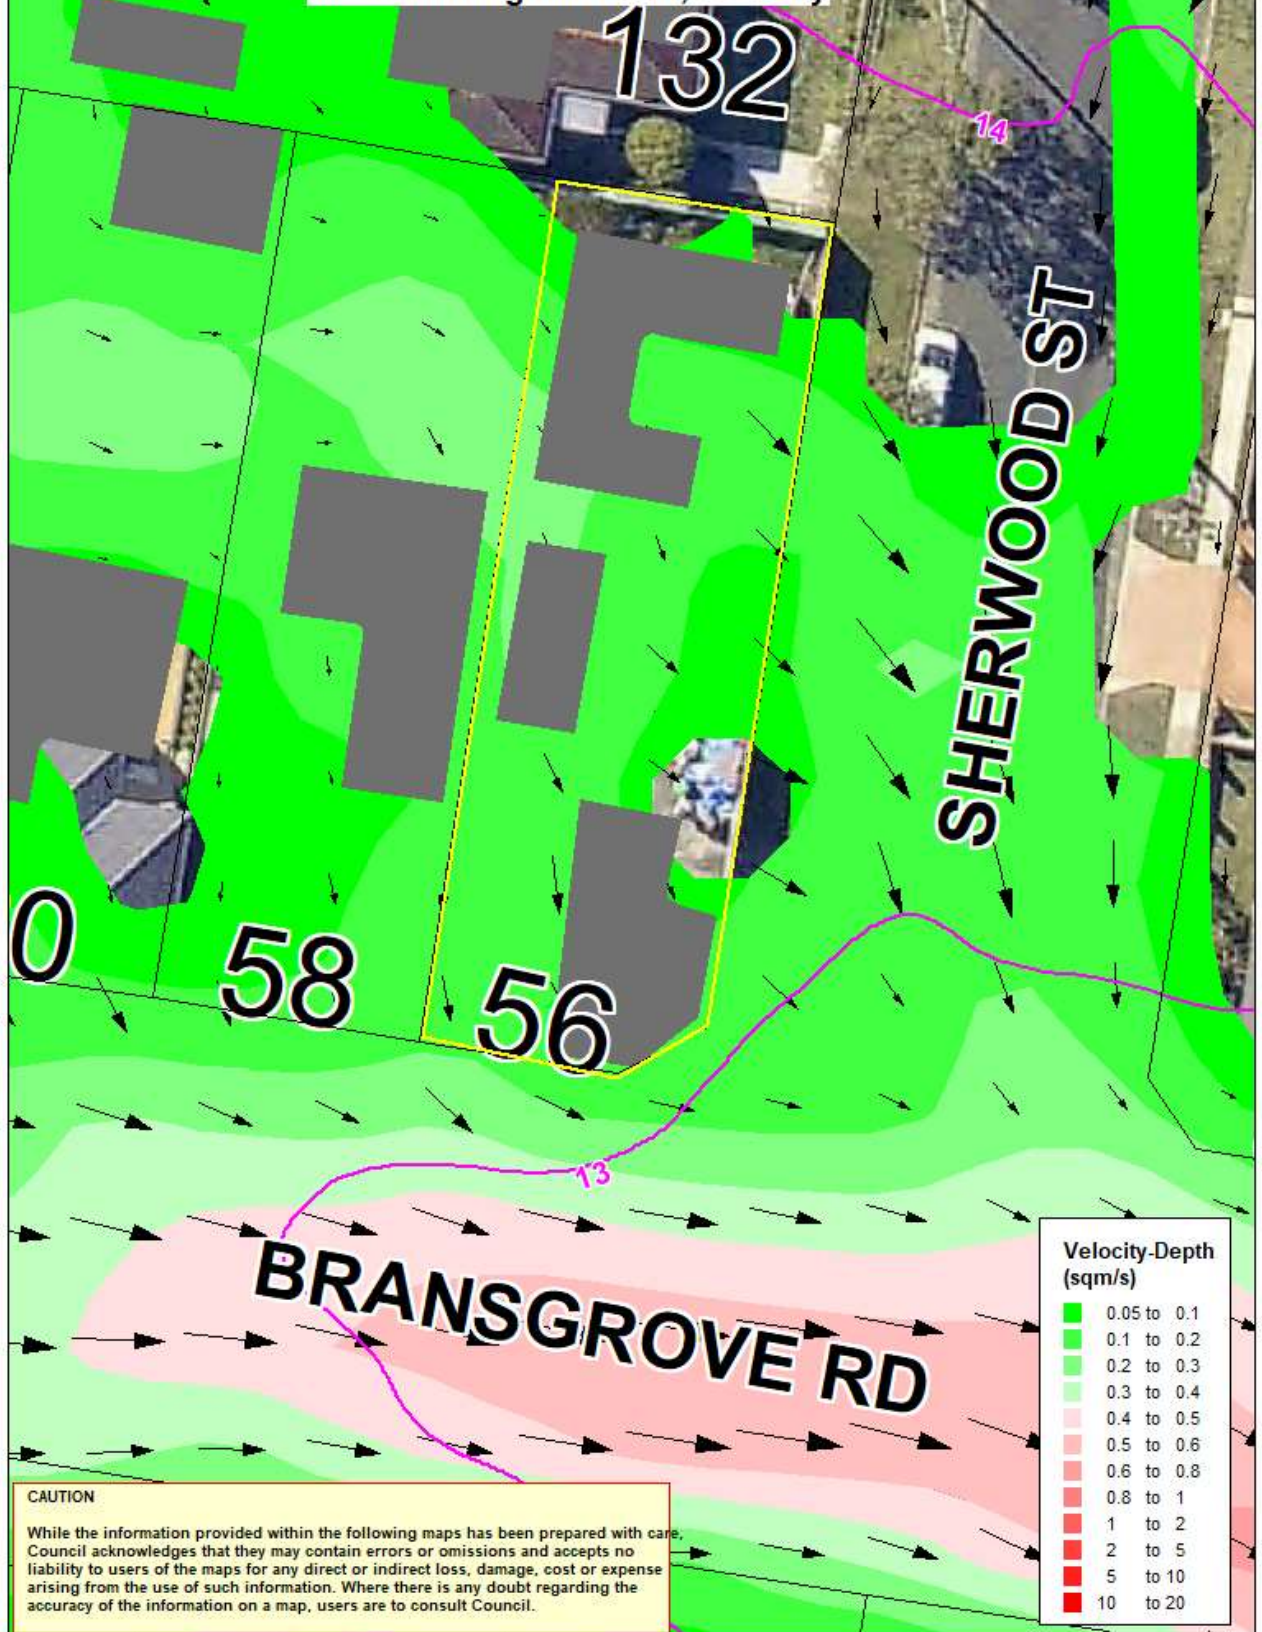 132
14
SHERWOOD ST
0
58
56
13
BRANSGROVE RD
Velocity-Depth
(sqm/s)
0.05 to 0.1
0.1 to 0.2
0.2 to 0.3
0.3 to 0.4
0.4 to 0.5
0.5 to 0.6
0.6 to 0.8
0.8 to 1
1 to 2
2 to 5
5 to 10
10 to 20
CAUTION
While the information provided within the following maps has been prepared with care,
Council acknowledges that they may contain errors or omissions and accepts no
liability to users of the maps for any direct or indirect loss, damage, cost or expense
arising from the use of such information. Where there is any doubt regarding the
accuracy of the information on a map, users are to consult Council.